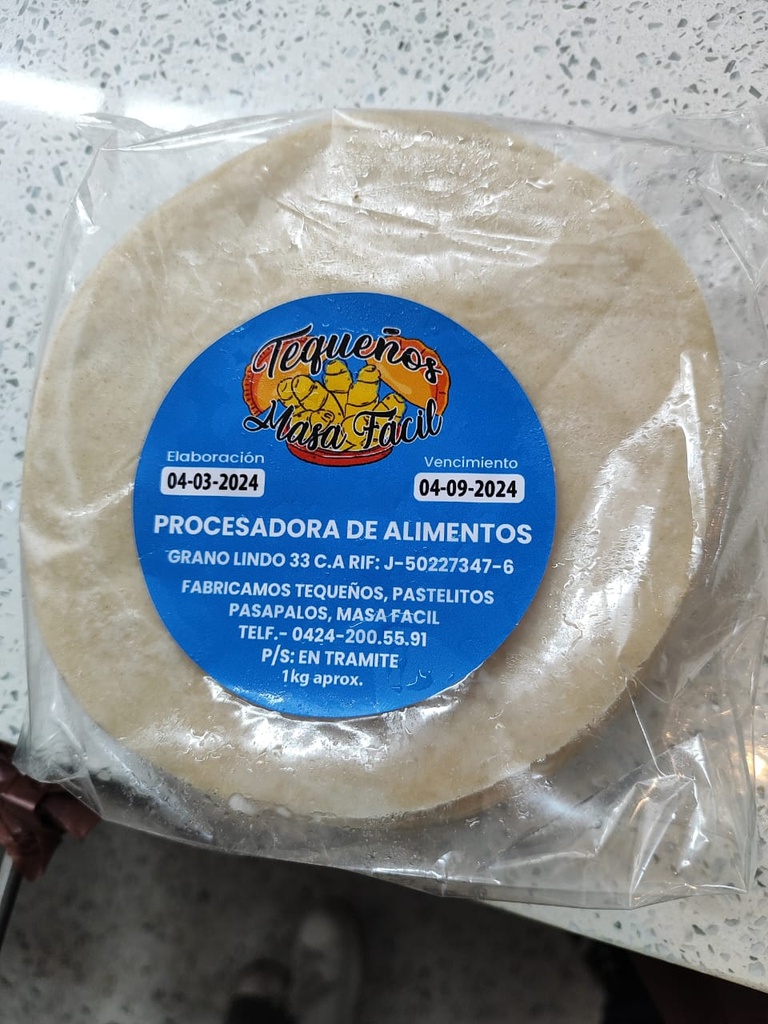 Tequeños
Masa Fácil
Elaboración
04-03-2024
Vencimiento
04-09-2024
PROCESADORA DE ALIMENTOS
GRANO LINDO 33 C.A RIF: J-50227347-6
FABRICAMOS TEQUEÑOS, PASTELITOS
PASAPALOS, MASA FACIL
TELF.- 0424-200.55.91
P/S: EN TRAMITE
1kg aprox.